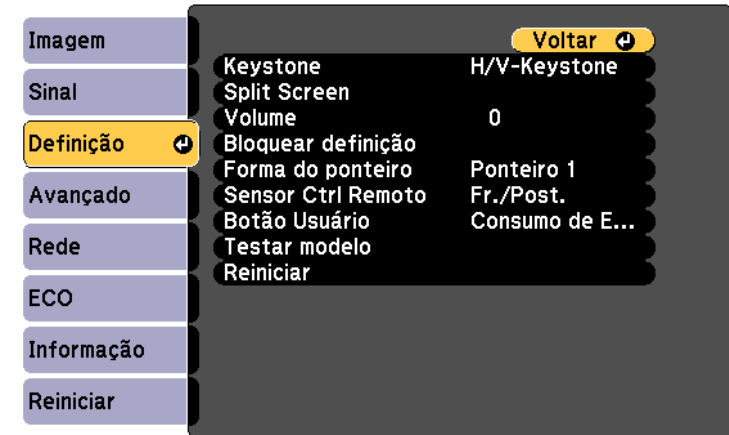 Imagem
Sinal
Definição
Avançado
Rede
ECO
Informação
Reiniciar
Voltar
Keystone H/V-Keystone
Split Screen
Volume 0
Bloquear definição
Forma do ponteiro Ponteiro 1
Sensor Ctrl Remoto Fr./Post.
Botão Usuário Consumo de E...
Testar modelo
Reiniciar